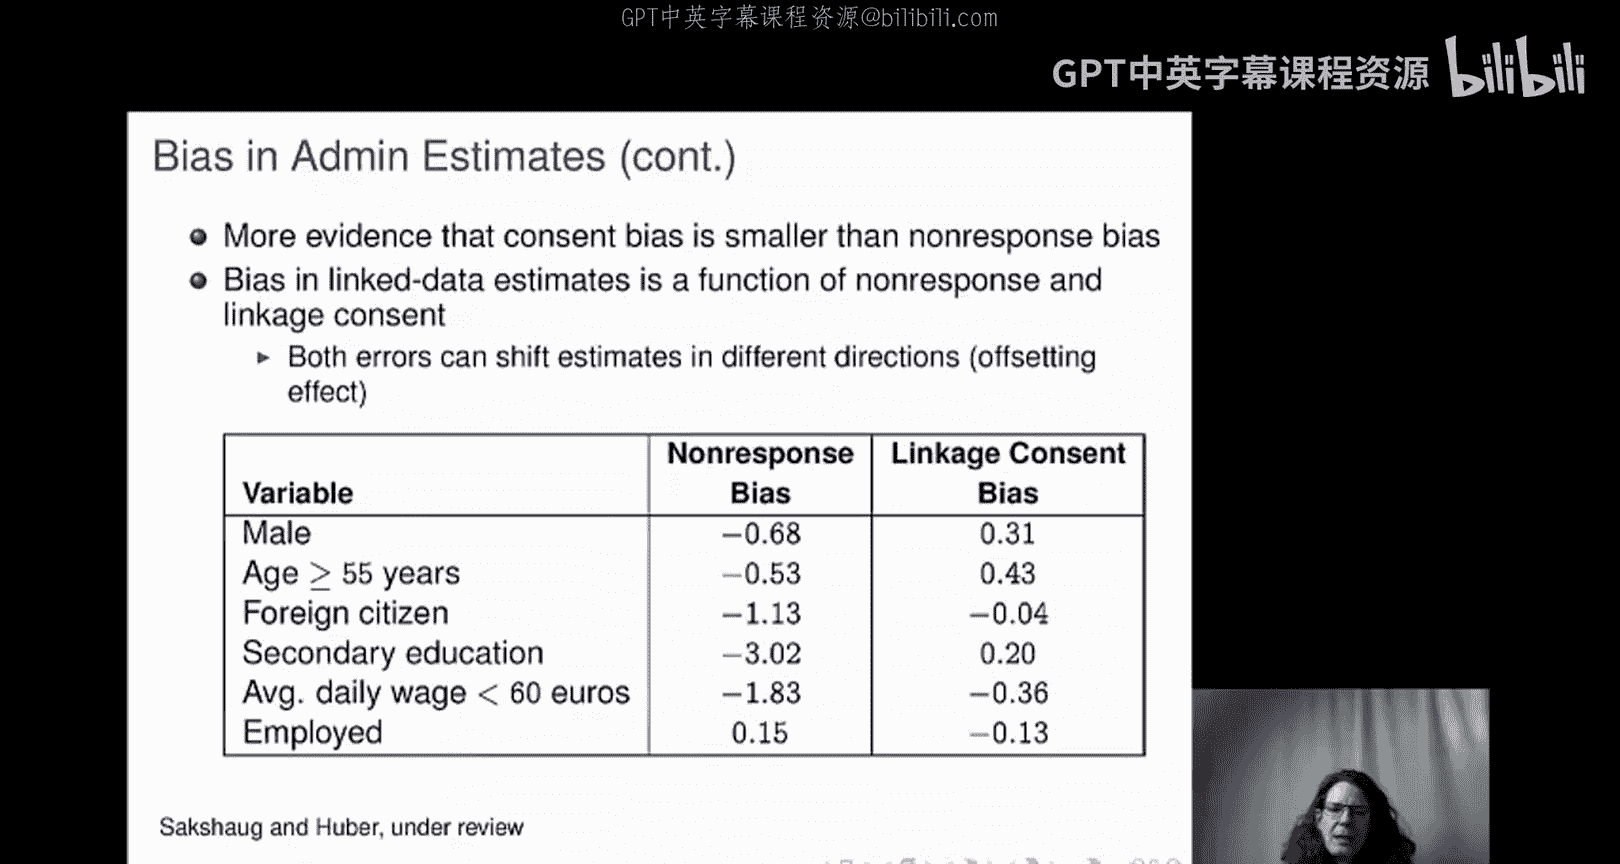 GPT中英字幕课程资源@bilibili.com
GPT中英字幕课程资源 bilibili
Bias in Admin Estimates (cont.)
More evidence that consent bias is smaller than nonresponse bias
Bias in linked-data estimates is a function of nonresponse and
linkage consent
Both errors can shift estimates in different directions (offsetting
effect)
Nonresponse Linkage Consent
Variable Bias Bias
Male −0.68 0.31
Age ≥ 55 years −0.53 0.43
Foreign citizen −1.13 −0.04
Secondary education −3.02 0.20
Avg. daily wage < 60 euros −1.83 −0.36
Employed 0.15 −0.13
Sakshaug and Huber, under review